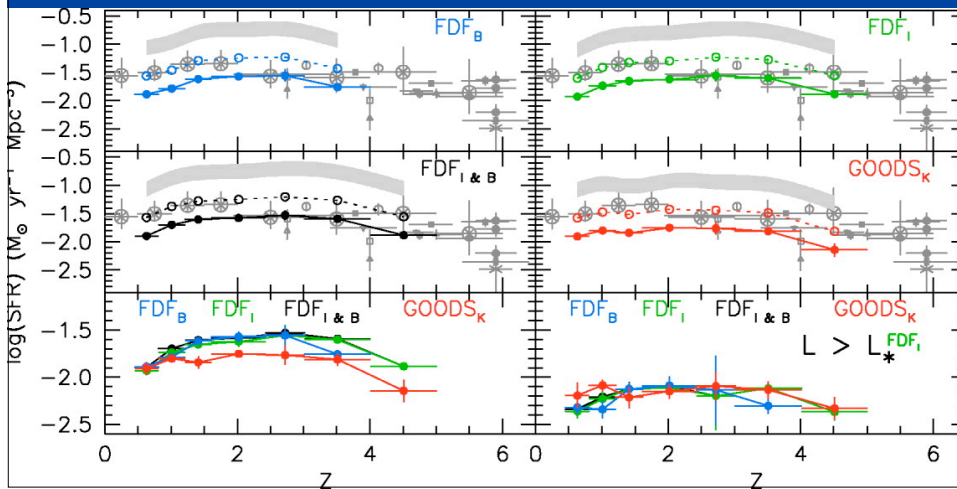 -0.5
-1.0
-1.5
-2.0
-2.5
FDF_B
FDF_I
-0.5
-1.0
-1.5
-2.0
-2.5
FDF_I & B
GOODS_K
log(SFR) (M_⊙ yr⁻¹ Mpc⁻³)
-1.5
-2.0
-2.5
FDF_B FDF_I FDF_I & B GOODS_K
FDF_B FDF_I FDF_I & B GOODS_K
L > L_*^FDF_I
0 2 4 6
0 2 4 6
Z
Z